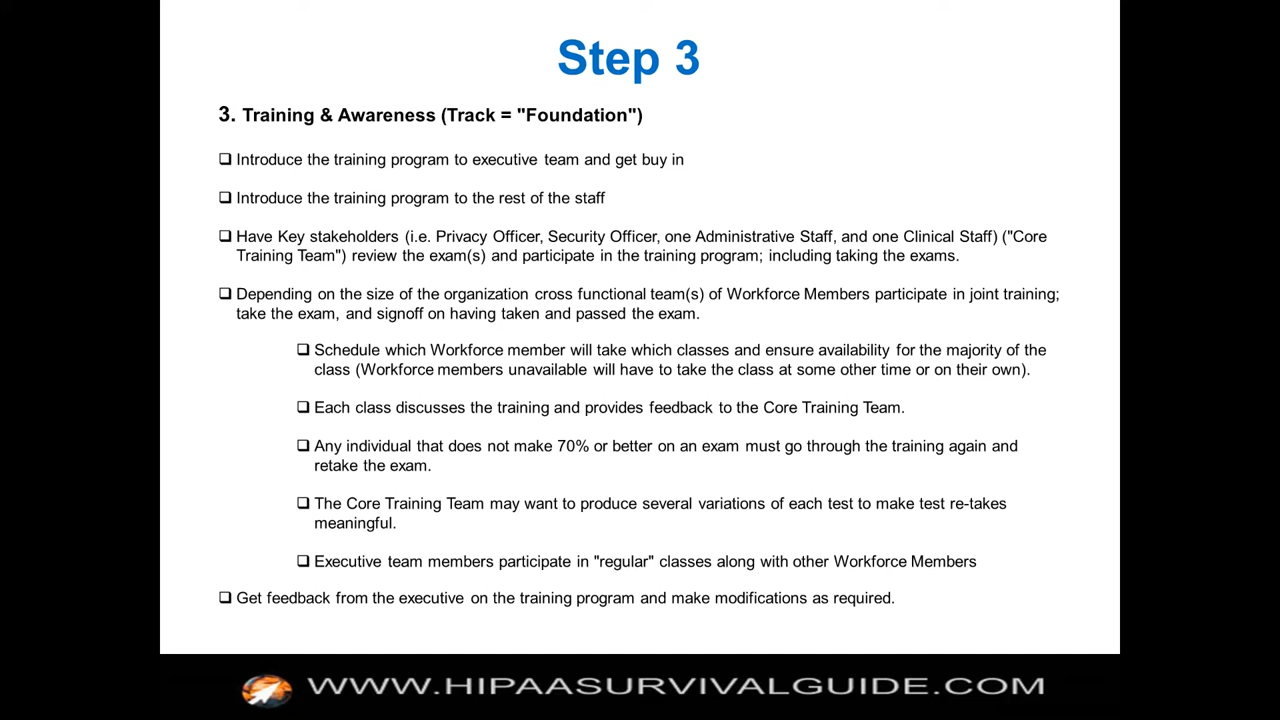 Step 3
3. Training & Awareness (Track = "Foundation")
❑ Introduce the training program to executive team and get buy in
❑ Introduce the training program to the rest of the staff
❑ Have Key stakeholders (i.e. Privacy Officer, Security Officer, one Administrative Staff, and one Clinical Staff) ("Core
Training Team") review the exam(s) and participate in the training program; including taking the exams.
❑ Depending on the size of the organization cross functional team(s) of Workforce Members participate in joint training;
take the exam, and signoff on having taken and passed the exam.
❑ Schedule which Workforce member will take which classes and ensure availability for the majority of the
class (Workforce members unavailable will have to take the class at some other time or on their own).
❑ Each class discusses the training and provides feedback to the Core Training Team.
❑ Any individual that does not make 70% or better on an exam must go through the training again and
retake the exam.
❑ The Core Training Team may want to produce several variations of each test to make test re-takes
meaningful.
❑ Executive team members participate in "regular" classes along with other Workforce Members
❑ Get feedback from the executive on the training program and make modifications as required.
WWW.HIPAASURVIVALGUIDE.COM